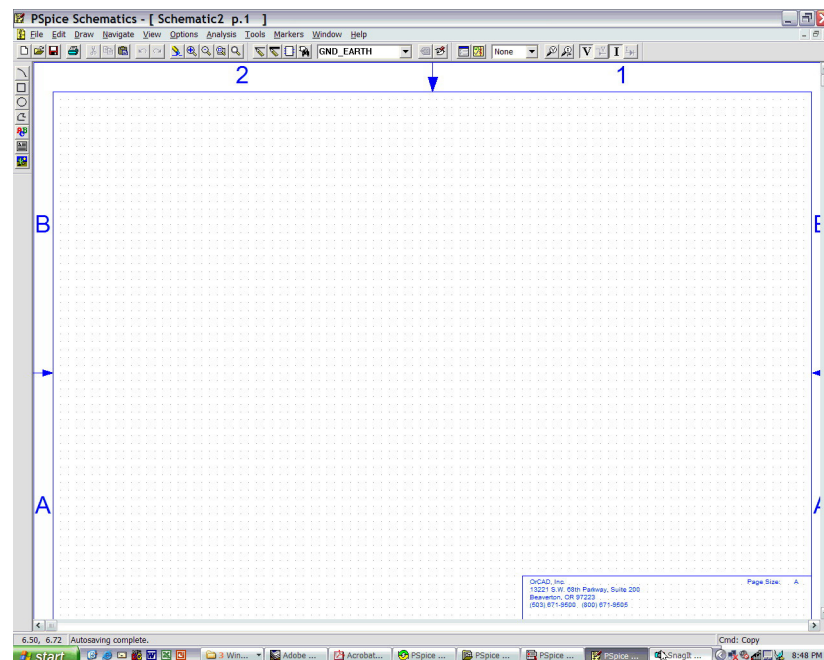 PSpice Schematics - [ Schematic2 p.1 ]
File Edit Draw Navigate View Options Analysis Tools Markers Window Help
GND_EARTH None V I
2 1
B
A
OrCAD, Inc. Page Size: A
13221 S.W. 68th Parkway, Suite 200
Beaverton, OR 97223
(503) 671-9500 (800) 671-9505
6.50, 6.72 Autosaving complete. Cmd: Copy
start 3 Win... Adobe ... Acrobat... PSpice ... PSpice ... PSpice ... PSpice ... SnagIt ... 8:48 PM